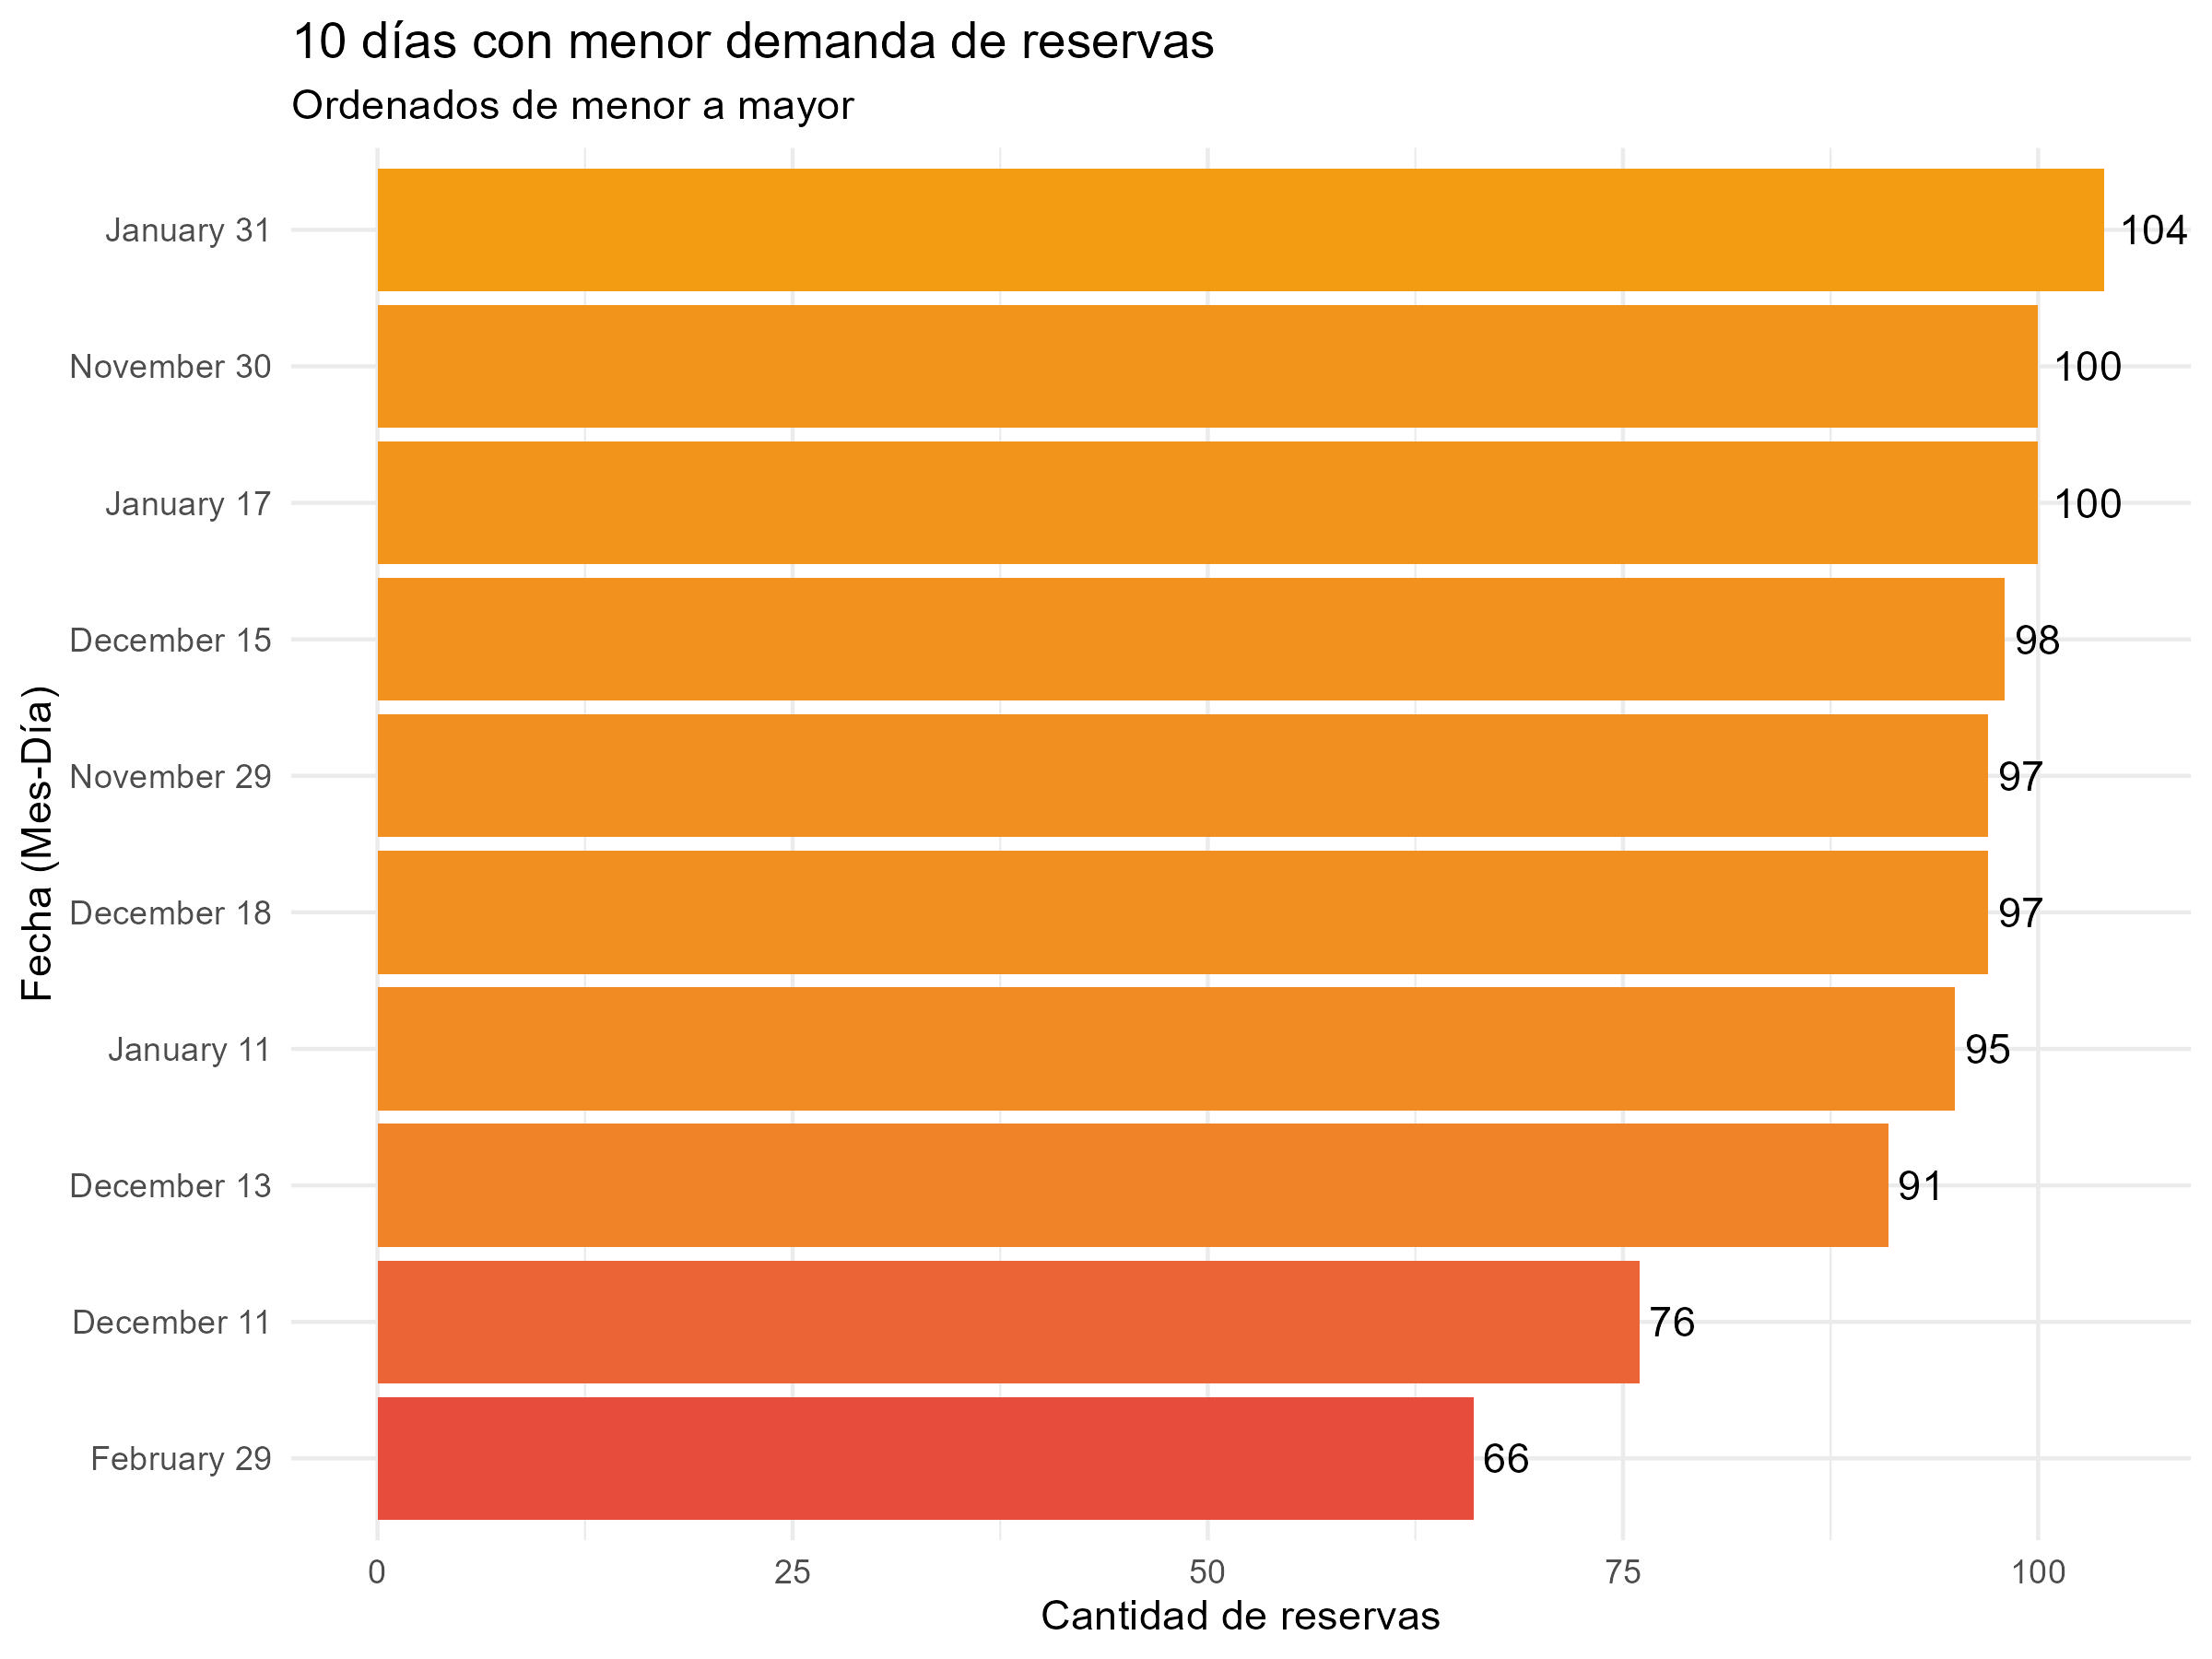 10 días con menor demanda de reservas
Ordenados de menor a mayor
January 31
104
November 30
100
January 17
100
December 15
98
November 29
97
December 18
97
January 11
95
December 13
91
December 11
76
February 29
66
Fecha (Mes-Día)
0 25 50 75 100
Cantidad de reservas